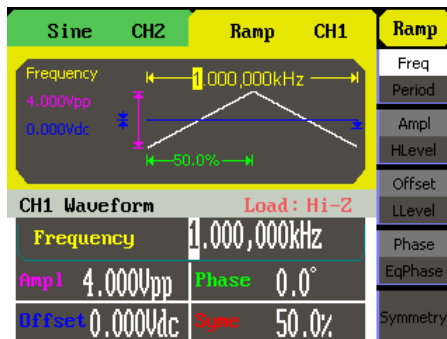 Sine CH2 Ramp CH1 Ramp
Frequency 1.000,000kHz
4.000Vpp
0.000Vdc
50.0%
Freq
Period
Ampl
HLevel
Offset
LLevel
Phase
EqPhase
Symmetry
CH1 Waveform Load: Hi-Z
Frequency 1.000,000kHz
Ampl 4.000Vpp Phase 0.0°
Offset 0.000Vdc Syme 50.0%